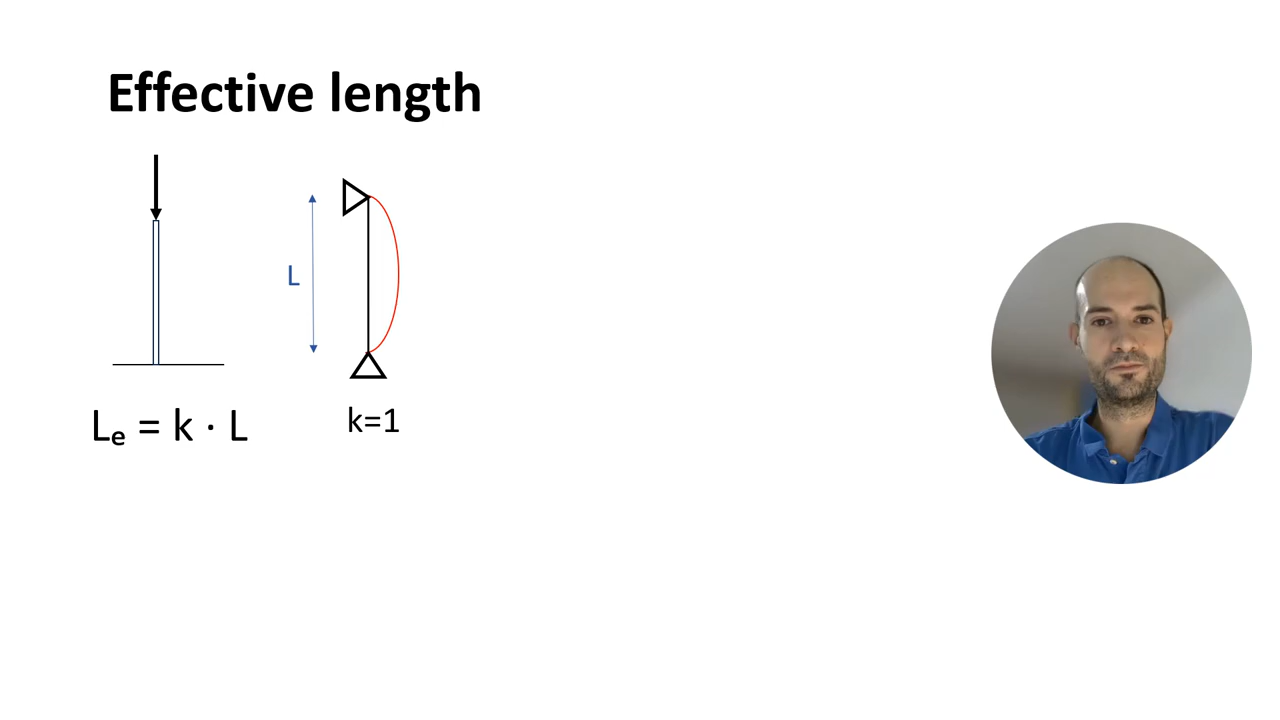 Effective length
L
Lₑ = k · L
k=1